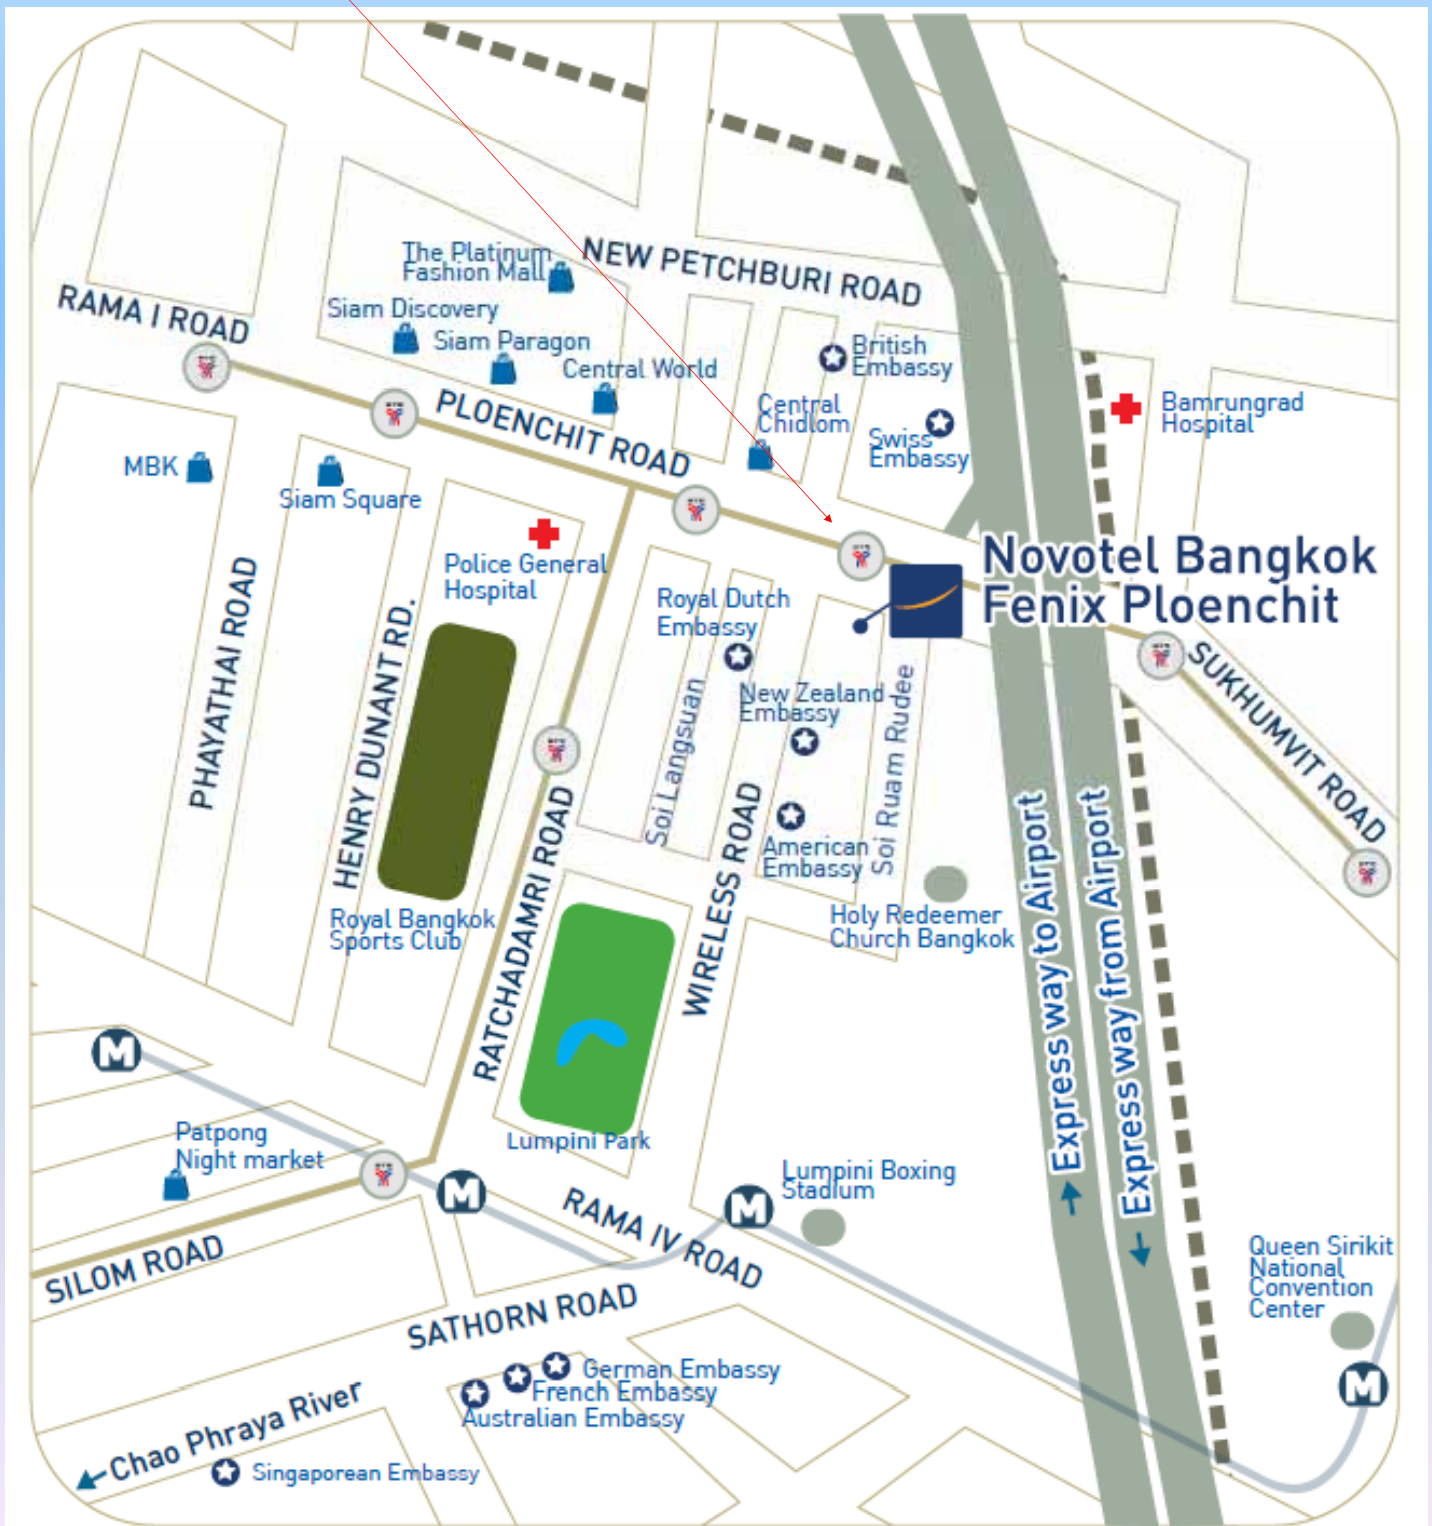 The Platinum
Fashion Mall
NEW PETCHBURI ROAD
RAMA I ROAD
Siam Discovery
Siam Paragon
Central World
British
Embassy
PLOENCHIT ROAD
Central
Chidlom
Swiss
Embassy
Bamrungrad
Hospital
MBK
Siam Square
Police General
Hospital
Novotel Bangkok
Fenix Ploenchit
Royal Dutch
Embassy
PHAYATHAI ROAD
HENRY DUNANT RD.
Soi Langsuan
New Zealand
Embassy
Soi Ruam Rudee
SUKHUMVIT ROAD
RATCHADAMRI ROAD
WIRELESS ROAD
American
Embassy
Royal Bangkok
Sports Club
Holy Redeemer
Church Bangkok
Express way to Airport
Express way from Airport
M
Patpong
Night market
Lumpini Park
M
M
Lumpini Boxing
Stadium
RAMA IV ROAD
SILOM ROAD
SATHORN ROAD
Queen Sirikit
National
Convention
Center
M
German Embassy
French Embassy
Australian Embassy
Chao Phraya River
Singaporean Embassy